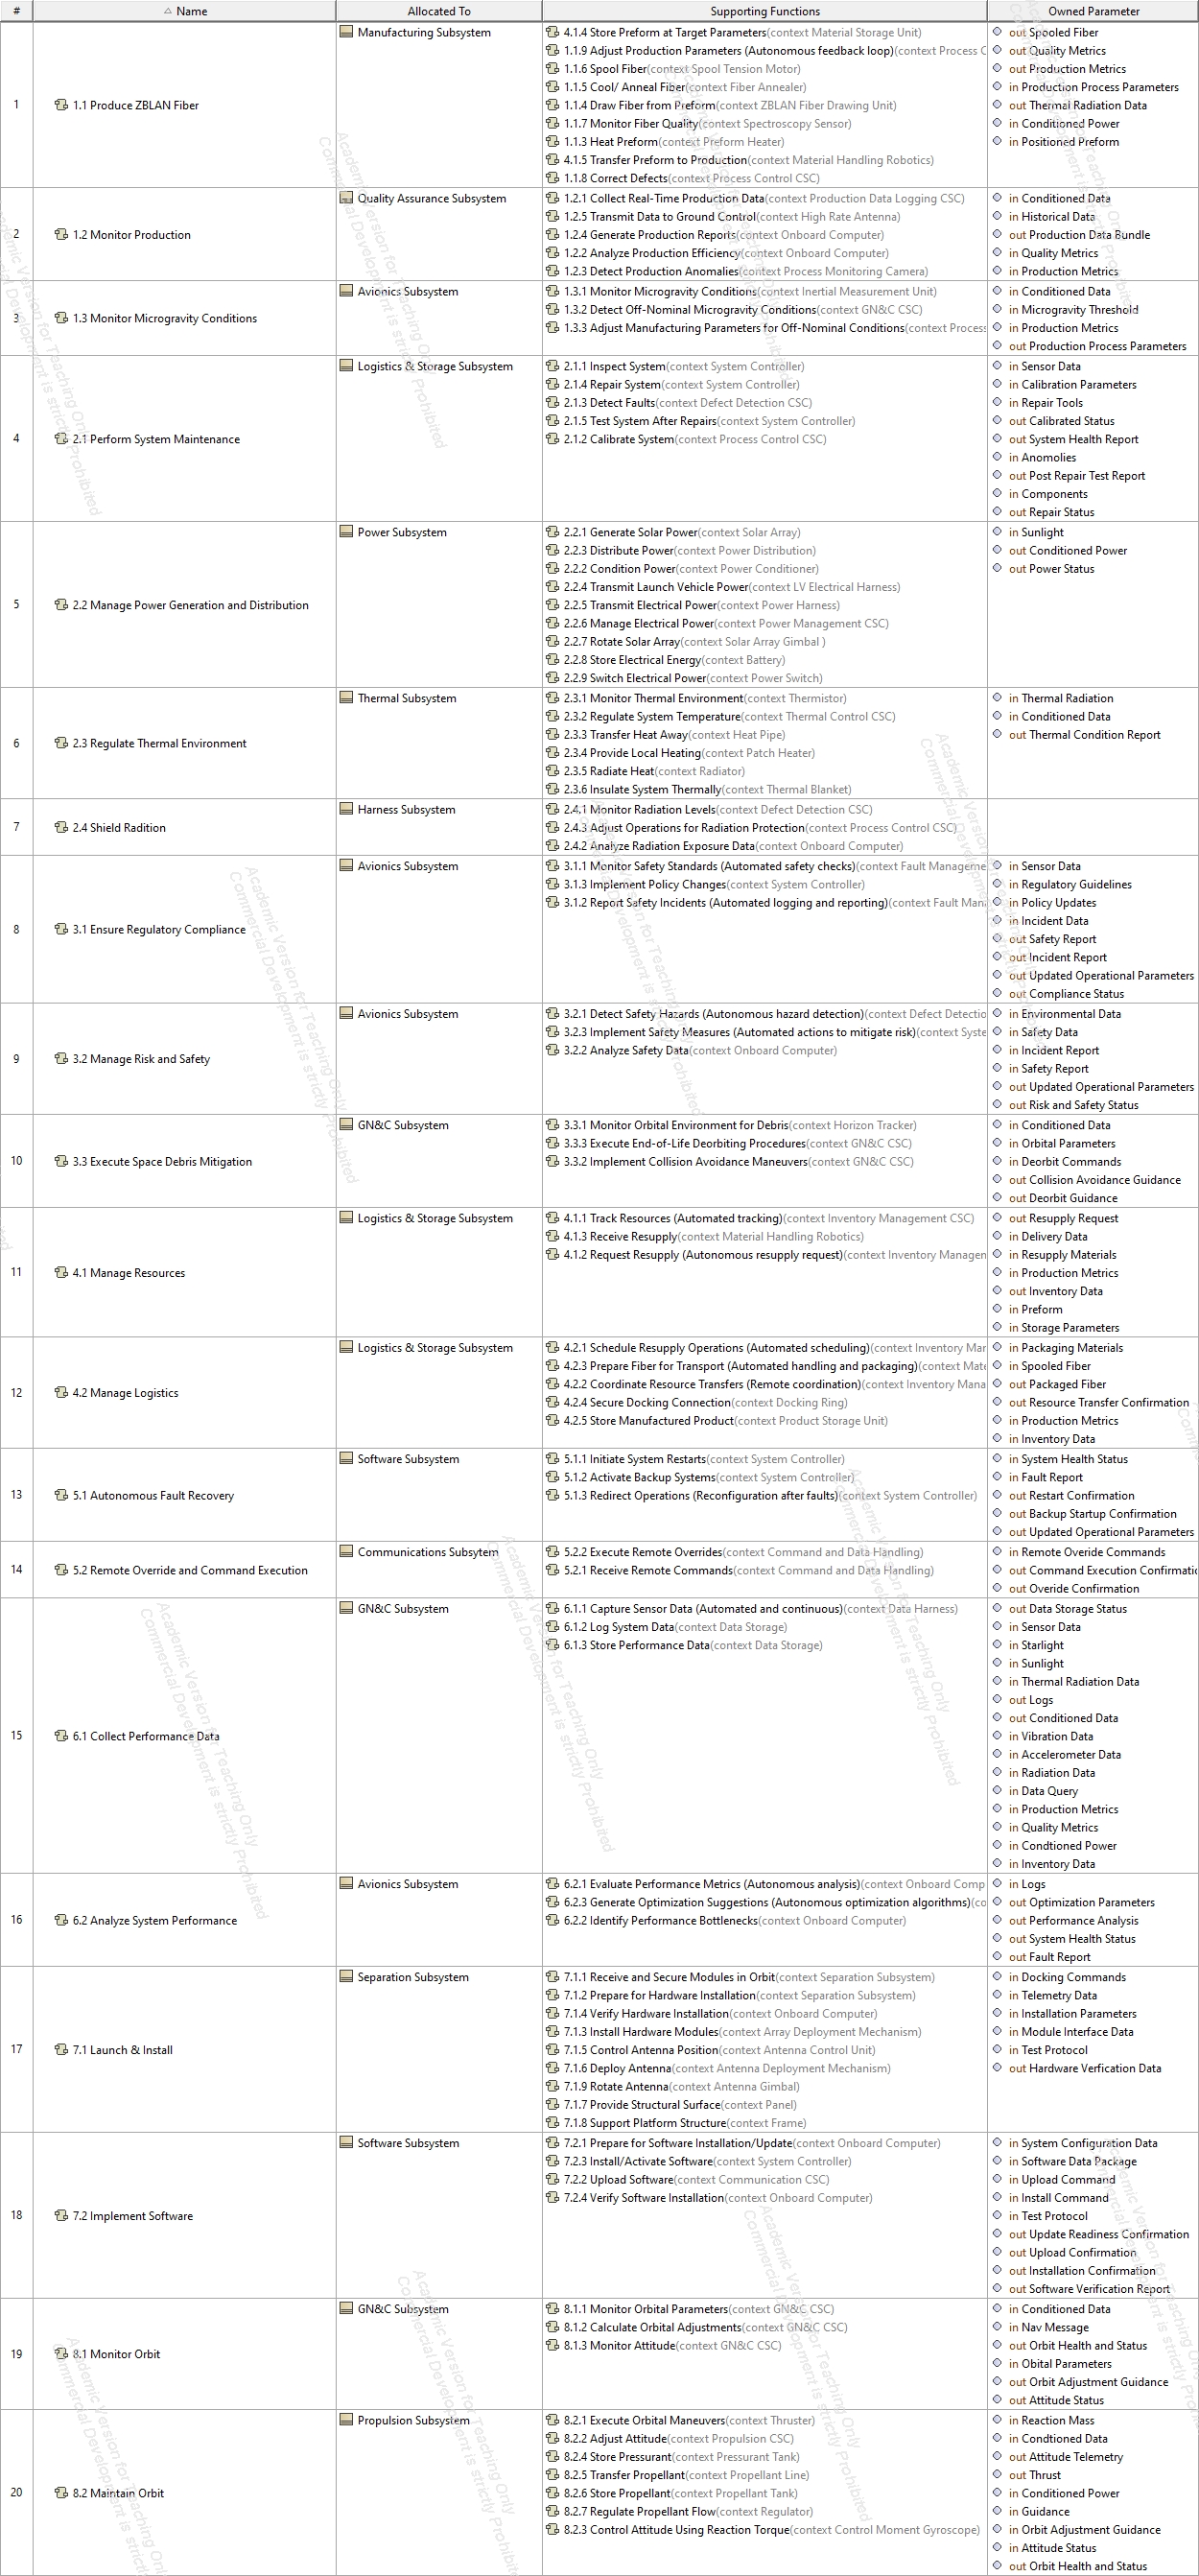 # Name Allocated To Supporting Functions Owned Parameter
1 1.1 Produce ZBLAN Fiber
Manufacturing Subsystem
4.1.4 Store Preform at Target Parameters(context Material Storage Unit)
1.1.9 Adjust Production Parameters (Autonomous feedback loop)(context Process C
1.1.6 Spool Fiber(context Spool Tension Motor)
1.1.5 Cool/ Anneal Fiber(context Fiber Annealer)
1.1.4 Draw Fiber from Preform(context ZBLAN Fiber Drawing Unit)
1.1.7 Monitor Fiber Quality(context Spectroscopy Sensor)
1.1.3 Heat Preform(context Preform Heater)
4.1.5 Transfer Preform to Production(context Material Handling Robotics)
1.1.8 Correct Defects(context Process Control CSC)
out Spooled Fiber
out Quality Metrics
out Production Metrics
in Production Process Parameters
out Thermal Radiation Data
in Conditioned Power
in Positioned Preform
2 1.2 Monitor Production
Quality Assurance Subsystem
1.2.1 Collect Real-Time Production Data(context Production Data Logging CSC)
1.2.5 Transmit Data to Ground Control(context High Rate Antenna)
1.2.4 Generate Production Reports(context Onboard Computer)
1.2.2 Analyze Production Efficiency(context Onboard Computer)
1.2.3 Detect Production Anomalies(context Process Monitoring Camera)
in Conditioned Data
in Historical Data
out Production Data Bundle
in Quality Metrics
in Production Metrics
3 1.3 Monitor Microgravity Conditions
Avionics Subsystem
1.3.1 Monitor Microgravity Conditions(context Inertial Measurement Unit)
1.3.2 Detect Off-Nominal Microgravity Conditions(context GN&C CSC)
1.3.3 Adjust Manufacturing Parameters for Off-Nominal Conditions(context Process
in Conditioned Data
in Microgravity Threshold
in Production Metrics
out Production Process Parameters
4 2.1 Perform System Maintenance
Logistics & Storage Subsystem
2.1.1 Inspect System(context System Controller)
2.1.4 Repair System(context System Controller)
2.1.3 Detect Faults(context Defect Detection CSC)
2.1.5 Test System After Repairs(context System Controller)
2.1.2 Calibrate System(context Process Control CSC)
in Sensor Data
in Calibration Parameters
in Repair Tools
out Calibrated Status
out System Health Report
in Anomolies
out Post Repair Test Report
in Components
out Repair Status
5 2.2 Manage Power Generation and Distribution
Power Subsystem
2.2.1 Generate Solar Power(context Solar Array)
2.2.3 Distribute Power(context Power Distribution)
2.2.2 Condition Power(context Power Conditioner)
2.2.4 Transmit Launch Vehicle Power(context LV Electrical Harness)
2.2.5 Transmit Electrical Power(context Power Harness)
2.2.6 Manage Electrical Power(context Power Management CSC)
2.2.7 Rotate Solar Array(context Solar Array Gimbal )
2.2.8 Store Electrical Energy(context Battery)
2.2.9 Switch Electrical Power(context Power Switch)
in Sunlight
out Conditioned Power
out Power Status
6 2.3 Regulate Thermal Environment
Thermal Subsystem
2.3.1 Monitor Thermal Environment(context Thermistor)
2.3.2 Regulate System Temperature(context Thermal Control CSC)
2.3.3 Transfer Heat Away(context Heat Pipe)
2.3.4 Provide Local Heating(context Patch Heater)
2.3.5 Radiate Heat(context Radiator)
2.3.6 Insulate System Thermally(context Thermal Blanket)
in Thermal Radiation
in Conditioned Data
out Thermal Condition Report
7 2.4 Shield Radition
Harness Subsystem
2.4.1 Monitor Radiation Levels(context Defect Detection CSC)
2.4.3 Adjust Operations for Radiation Protection(context Process Control CSC)
2.4.2 Analyze Radiation Exposure Data(context Onboard Computer)
8 3.1 Ensure Regulatory Compliance
Avionics Subsystem
3.1.1 Monitor Safety Standards (Automated safety checks)(context Fault Manageme
3.1.3 Implement Policy Changes(context System Controller)
3.1.2 Report Safety Incidents (Automated logging and reporting)(context Fault Man
in Sensor Data
in Regulatory Guidelines
in Policy Updates
in Incident Data
out Safety Report
out Incident Report
out Updated Operational Parameters
out Compliance Status
9 3.2 Manage Risk and Safety
Avionics Subsystem
3.2.1 Detect Safety Hazards (Autonomous hazard detection)(context Defect Detectio
3.2.3 Implement Safety Measures (Automated actions to mitigate risk)(context Syste
3.2.2 Analyze Safety Data(context Onboard Computer)
in Environmental Data
in Safety Data
in Incident Report
in Safety Report
out Updated Operational Parameters
out Risk and Safety Status
10 3.3 Execute Space Debris Mitigation
GN&C Subsystem
3.3.1 Monitor Orbital Environment for Debris(context Horizon Tracker)
3.3.3 Execute End-of-Life Deorbiting Procedures(context GN&C CSC)
3.3.2 Implement Collision Avoidance Maneuvers(context GN&C CSC)
in Conditioned Data
in Orbital Parameters
in Deorbit Commands
out Collision Avoidance Guidance
out Deorbit Guidance
11 4.1 Manage Resources
Logistics & Storage Subsystem
4.1.1 Track Resources (Automated tracking)(context Inventory Management CSC)
4.1.3 Receive Resupply(context Material Handling Robotics)
4.1.2 Request Resupply (Autonomous resupply request)(context Inventory Managen
out Resupply Request
in Delivery Data
in Resupply Materials
in Production Metrics
out Inventory Data
in Preform
in Storage Parameters
12 4.2 Manage Logistics
Logistics & Storage Subsystem
4.2.1 Schedule Resupply Operations (Automated scheduling)(context Inventory Mar
4.2.3 Prepare Fiber for Transport (Automated handling and packaging)(context Mate
4.2.2 Coordinate Resource Transfers (Remote coordination)(context Inventory Mana
4.2.4 Secure Docking Connection(context Docking Ring)
4.2.5 Store Manufactured Product(context Product Storage Unit)
in Packaging Materials
in Spooled Fiber
out Packaged Fiber
out Resource Transfer Confirmation
in Production Metrics
in Inventory Data
13 5.1 Autonomous Fault Recovery
Software Subsystem
5.1.1 Initiate System Restarts(context System Controller)
5.1.2 Activate Backup Systems(context System Controller)
5.1.3 Redirect Operations (Reconfiguration after faults)(context System Controller)
in System Health Status
in Fault Report
out Restart Confirmation
out Backup Startup Confirmation
out Updated Operational Parameters
14 5.2 Remote Override and Command Execution
Communications Subsytem
5.2.2 Execute Remote Overrides(context Command and Data Handling)
5.2.1 Receive Remote Commands(context Command and Data Handling)
in Remote Overide Commands
out Command Execution Confirmati
out Overide Confirmation
15 6.1 Collect Performance Data
GN&C Subsystem
6.1.1 Capture Sensor Data (Automated and continuous)(context Data Harness)
6.1.2 Log System Data(context Data Storage)
6.1.3 Store Performance Data(context Data Storage)
out Data Storage Status
in Sensor Data
in Starlight
in Sunlight
in Thermal Radiation Data
out Logs
out Conditioned Data
in Vibration Data
in Accelerometer Data
in Radiation Data
in Data Query
in Production Metrics
in Quality Metrics
in Condtioned Power
in Inventory Data
16 6.2 Analyze System Performance
Avionics Subsystem
6.2.1 Evaluate Performance Metrics (Autonomous analysis)(context Onboard Comp
6.2.3 Generate Optimization Suggestions (Autonomous optimization algorithms)(co
6.2.2 Identify Performance Bottlenecks(context Onboard Computer)
in Logs
out Optimization Parameters
out Performance Analysis
out System Health Status
out Fault Report
17 7.1 Launch & Install
Separation Subsystem
7.1.1 Receive and Secure Modules in Orbit(context Separation Subsystem)
7.1.2 Prepare for Hardware Installation(context Separation Subsystem)
7.1.4 Verify Hardware Installation(context Onboard Computer)
7.1.3 Install Hardware Modules(context Array Deployment Mechanism)
7.1.5 Control Antenna Position(context Antenna Control Unit)
7.1.6 Deploy Antenna(context Antenna Deployment Mechanism)
7.1.9 Rotate Antenna(context Antenna Gimbal)
7.1.7 Provide Structural Surface(context Panel)
7.1.8 Support Platform Structure(context Frame)
in Docking Commands
in Telemetry Data
in Installation Parameters
in Module Interface Data
in Test Protocol
out Hardware Verfication Data
18 7.2 Implement Software
Software Subsystem
7.2.1 Prepare for Software Installation/Update(context Onboard Computer)
7.2.3 Install/Activate Software(context System Controller)
7.2.2 Upload Software(context Communication CSC)
7.2.4 Verify Software Installation(context Onboard Computer)
in System Configuration Data
in Software Data Package
in Upload Command
in Install Command
in Test Protocol
out Update Readiness Confirmation
out Upload Confirmation
out Installation Confirmation
out Software Verification Report
19 8.1 Monitor Orbit
GN&C Subsystem
8.1.1 Monitor Orbital Parameters(context GN&C CSC)
8.1.2 Calculate Orbital Adjustments(context GN&C CSC)
8.1.3 Monitor Attitude(context GN&C CSC)
in Conditioned Data
in Nav Message
out Orbit Health and Status
in Obital Parameters
out Orbit Adjustment Guidance
out Attitude Status
20 8.2 Maintain Orbit
Propulsion Subsystem
8.2.1 Execute Orbital Maneuvers(context Thruster)
8.2.2 Adjust Attitude(context Propulsion CSC)
8.2.4 Store Pressurant(context Pressurant Tank)
8.2.5 Transfer Propellant(context Propellant Line)
8.2.6 Store Propellant(context Propellant Tank)
8.2.7 Regulate Propellant Flow(context Regulator)
8.2.3 Control Attitude Using Reaction Torque(context Control Moment Gyroscope)
in Reaction Mass
in Condtioned Data
out Attitude Telemetry
out Thrust
in Conditioned Power
in Guidance
in Orbit Adjustment Guidance
in Attitude Status
out Orbit Health and Status
Academic Version for Teaching Only
Commercial Development is strictly Prohibited